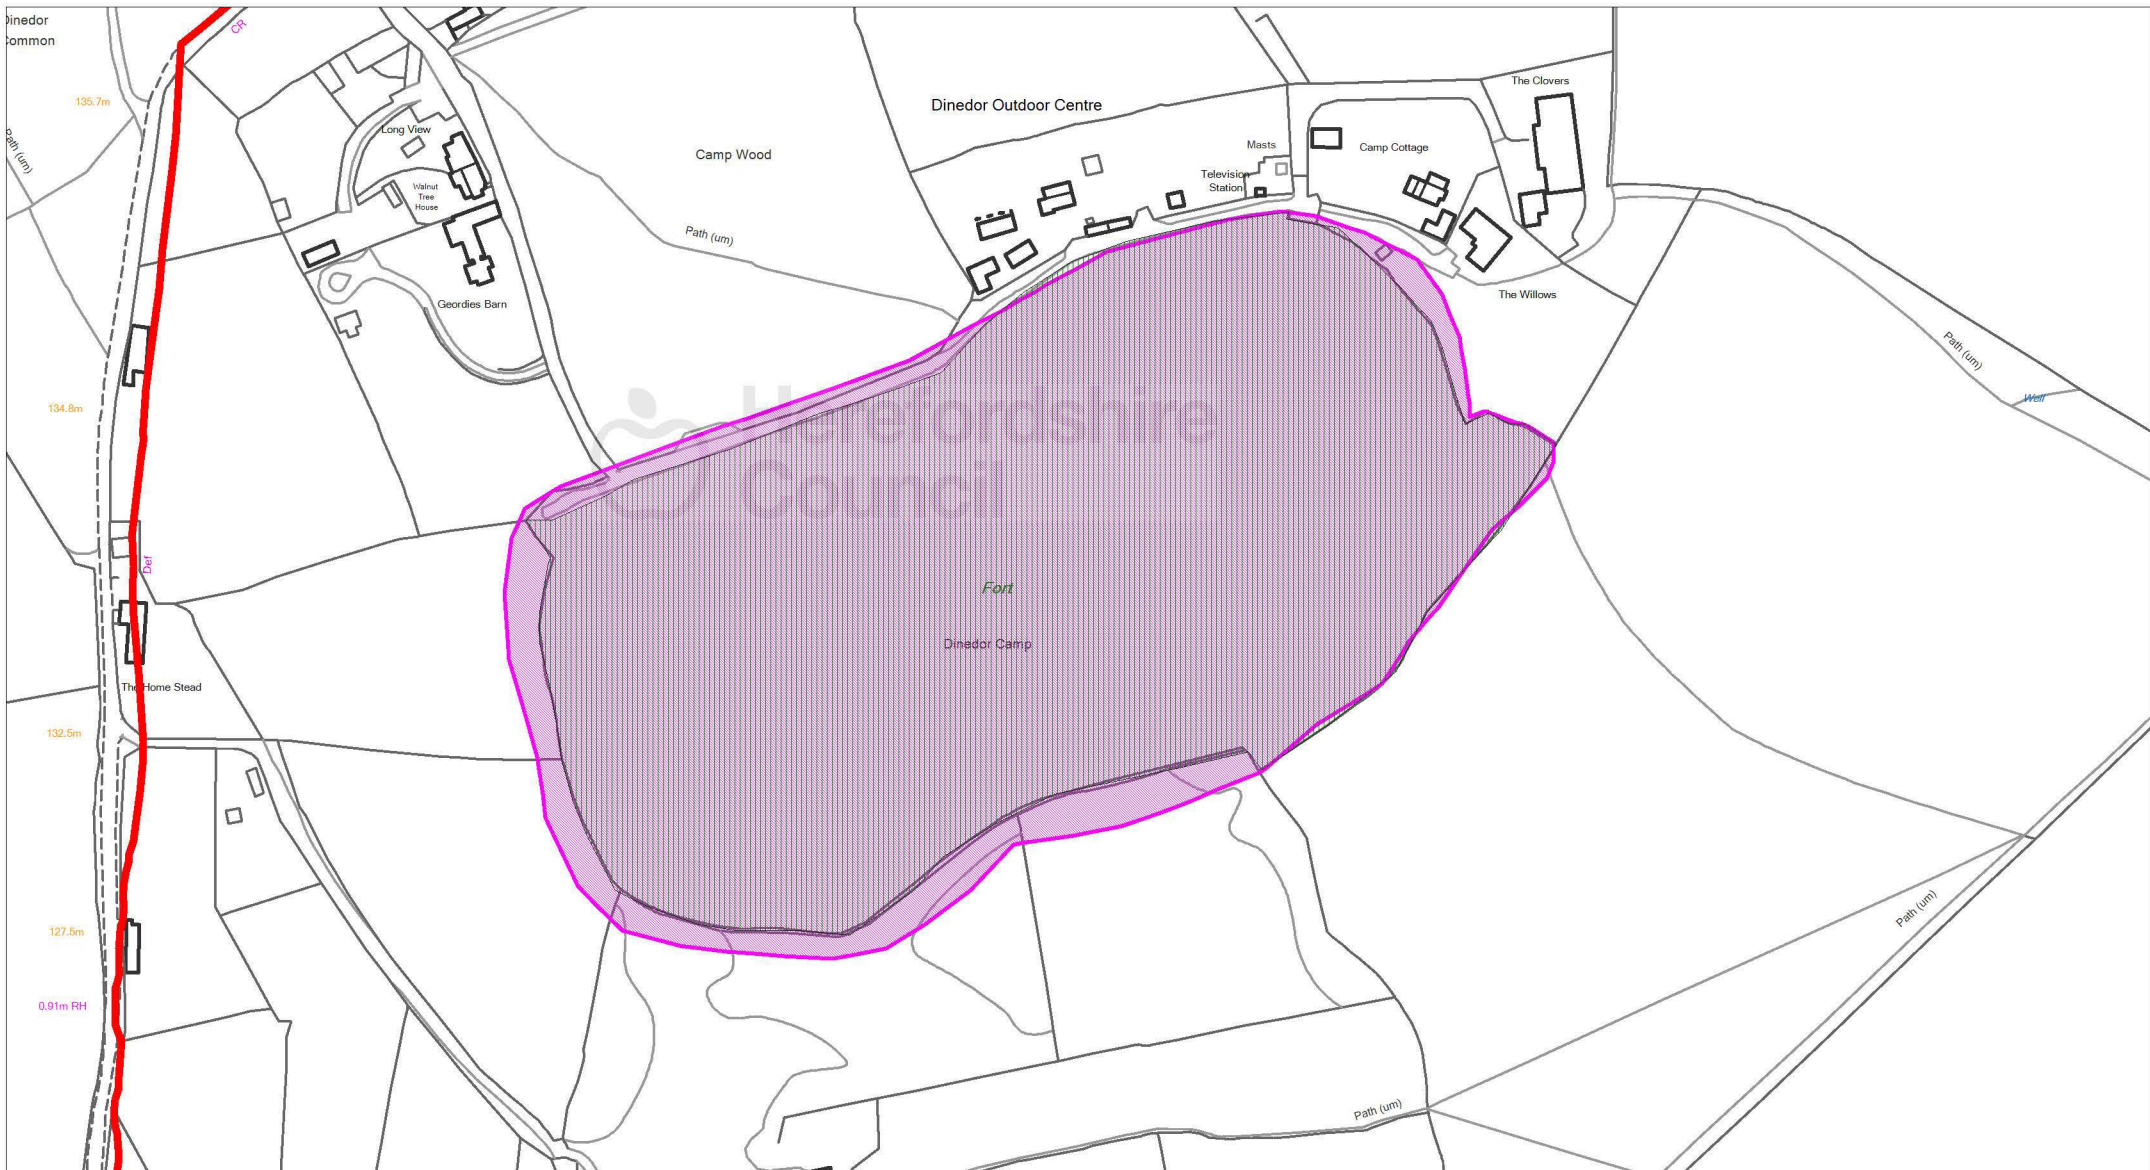 Dinedor
Common
CR
135.7m
Path (um)
Long View
Walnut
Tree
House
Geordies Barn
Camp Wood
Path (um)
Dinedor Outdoor Centre
Masts
Television
Station
Camp Cottage
The Clovers
The Willows
Path (um)
Well
134.8m
Herefordshire
Council
Def
Fort
Dinedor Camp
The Home Stead
132.5m
127.5m
0.91m RH
Path (um)
Path (um)